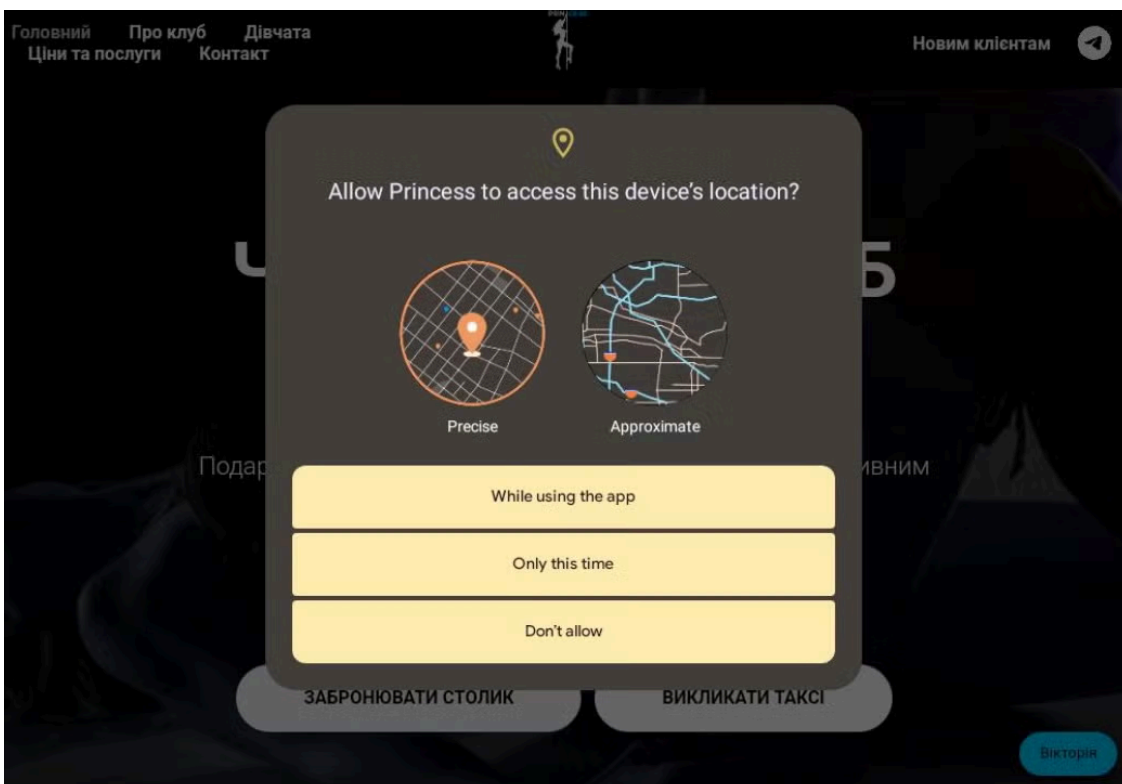 Головний Про клуб Дівчата
Ціни та послуги Контакт
Новим клієнтам
Allow Princess to access this device's location?
Precise Approximate
While using the app
Only this time
Don't allow
ЗАБРОНЮВАТИ СТОЛИК ВИКЛИКАТИ ТАКСІ
Вікторія